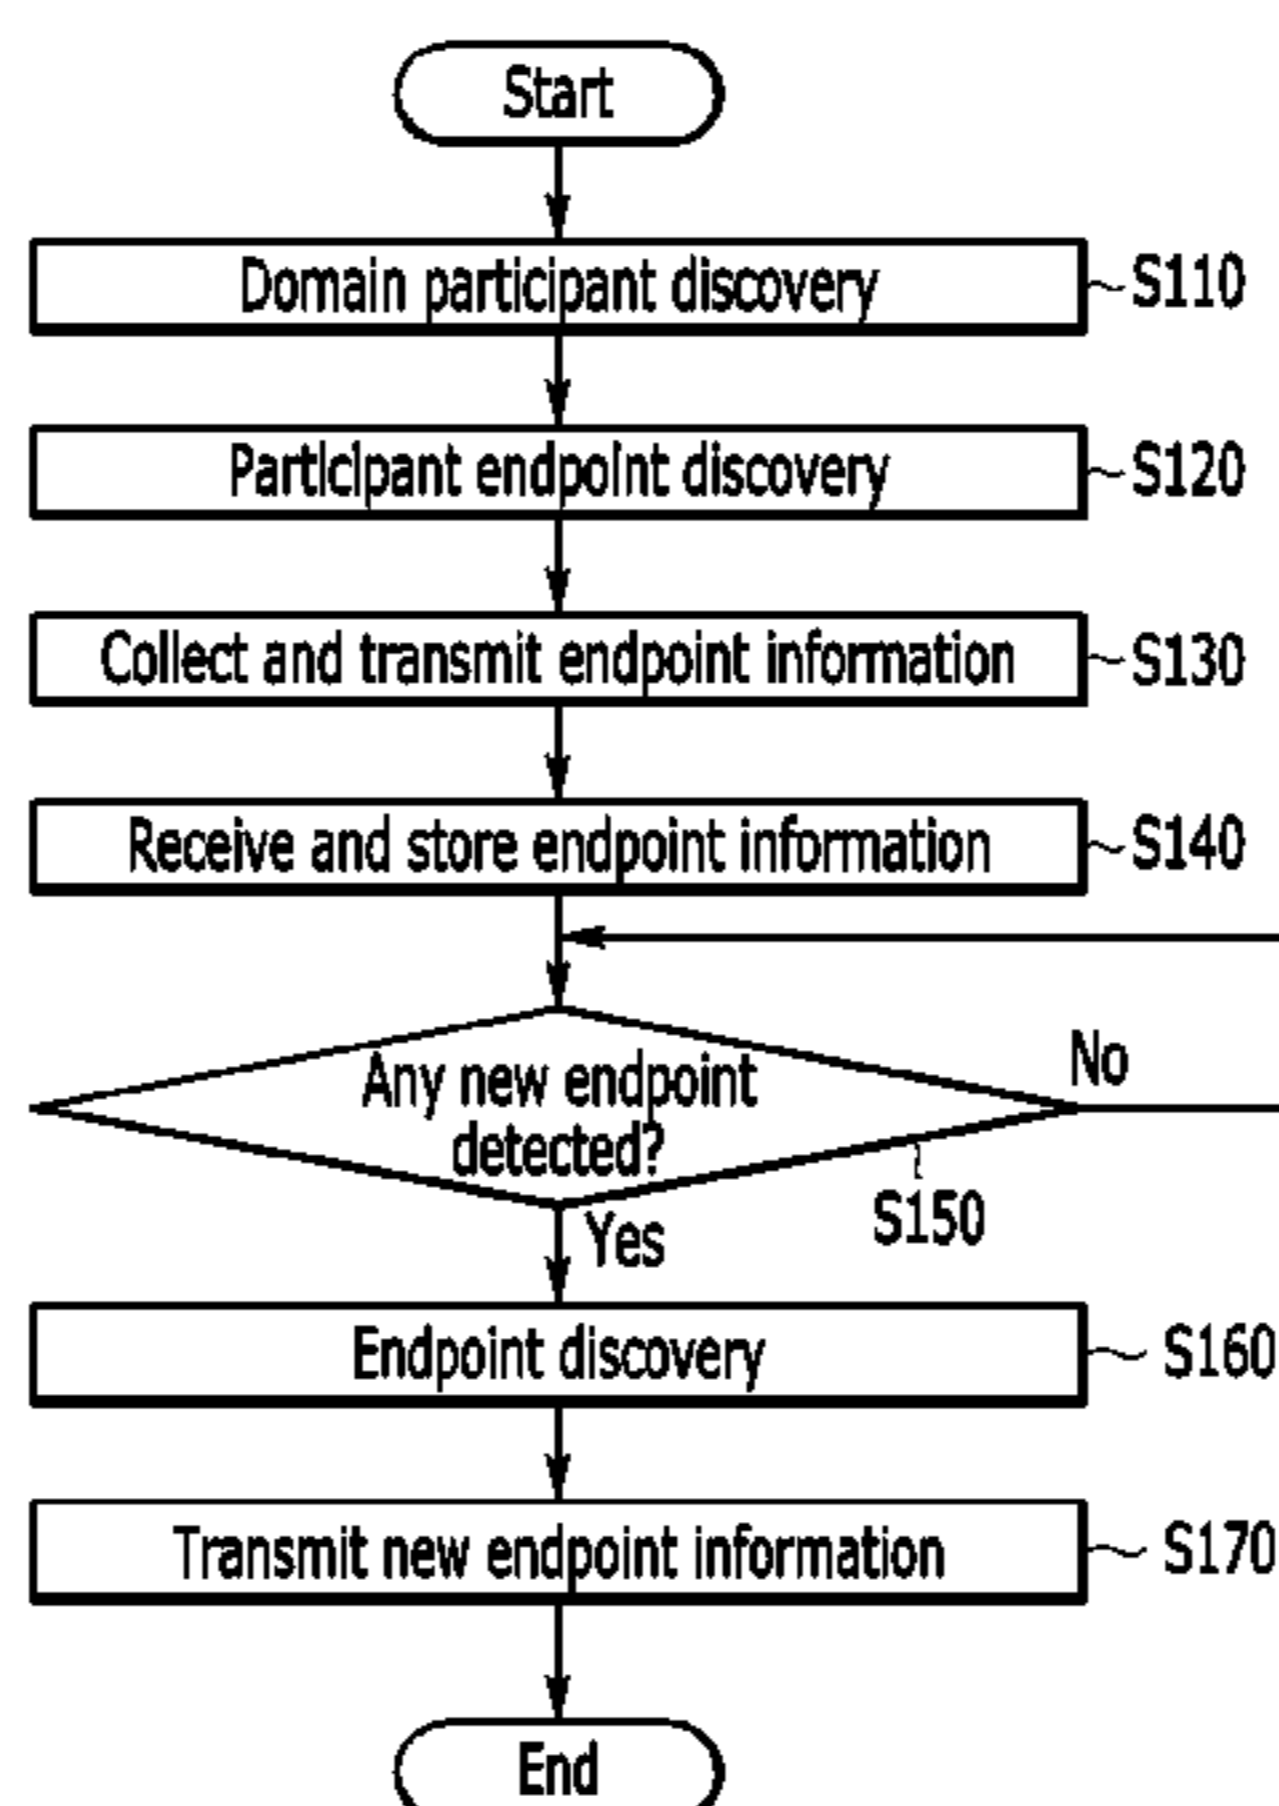 Start
Domain participant discovery
S110
Participant endpoint discovery
S120
Collect and transmit endpoint information
S130
Receive and store endpoint information
S140
Any new endpoint
detected?
No
S150
Yes
Endpoint discovery
S160
Transmit new endpoint information
S170
End